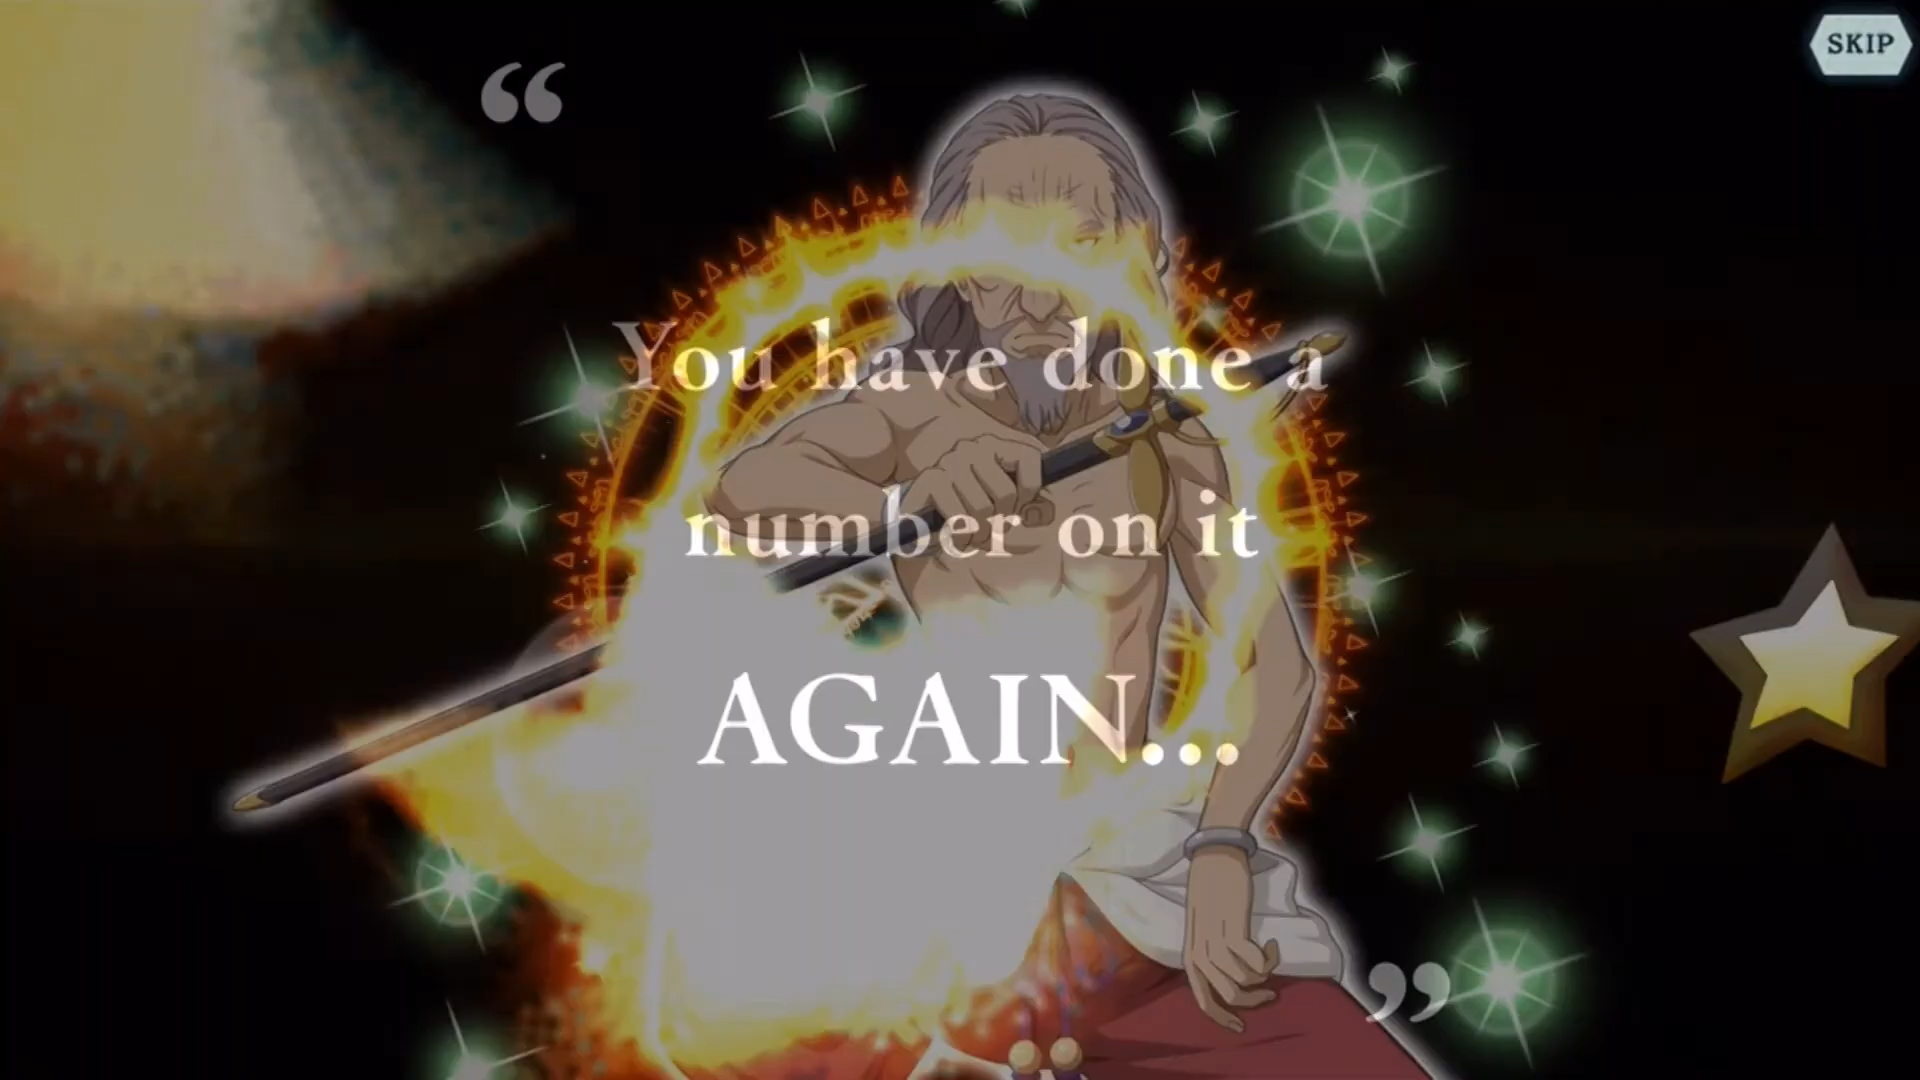 SKIP
“
You have done a
number on it
AGAIN...
”